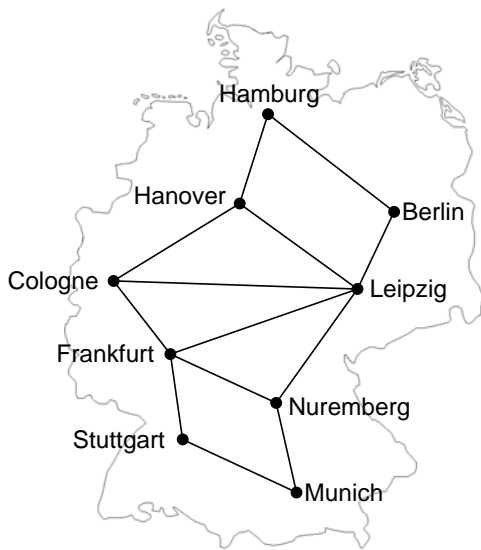 Hamburg
Hanover
Berlin
Cologne
Leipzig
Frankfurt
Nuremberg
Stuttgart
Munich